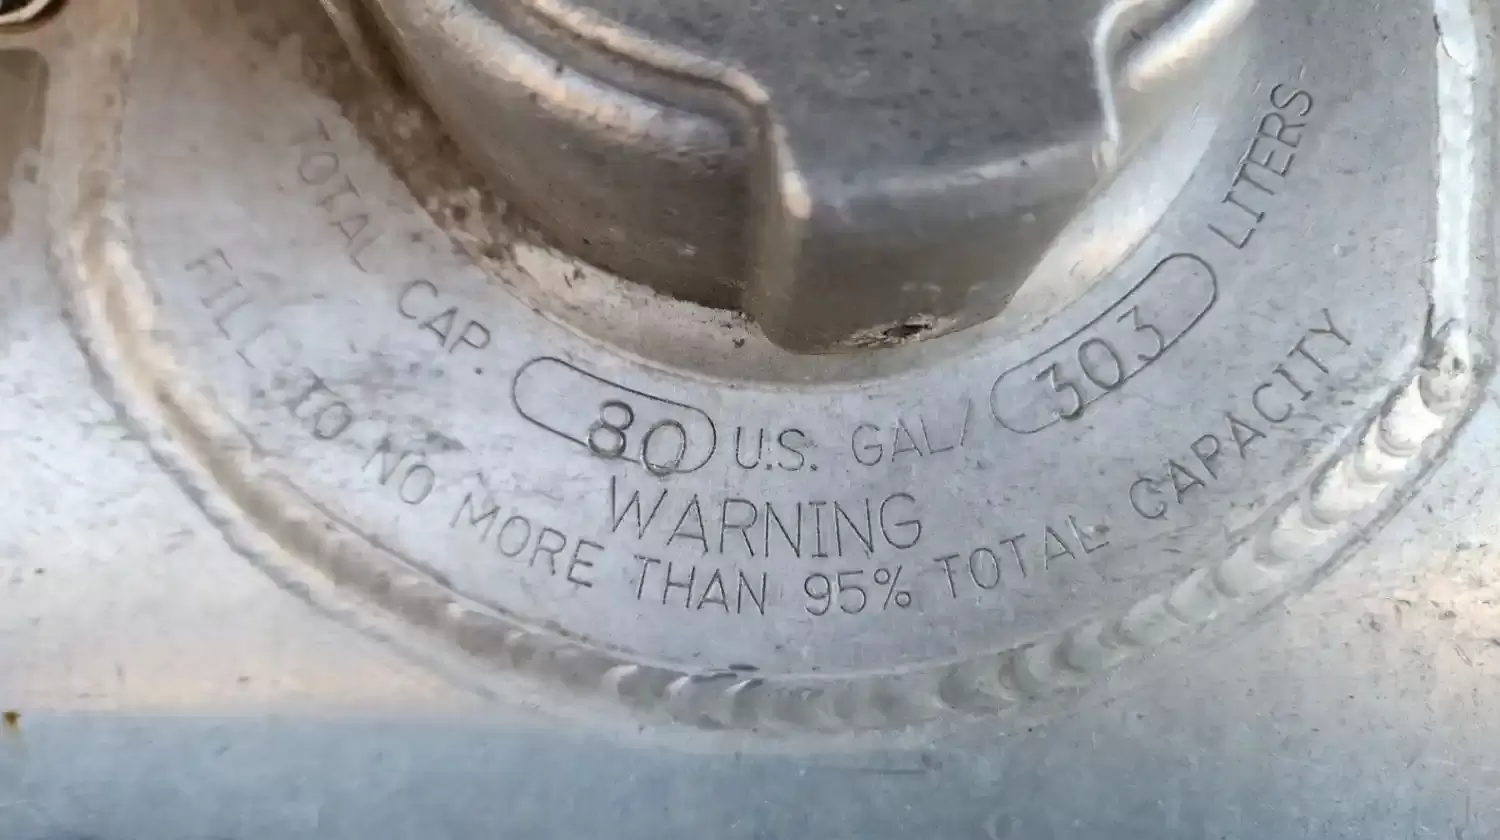 TOTAL CAP. 80 U.S. GAL/ 303 LITERS
WARNING
FILL TO NO MORE THAN 95% TOTAL CAPACITY